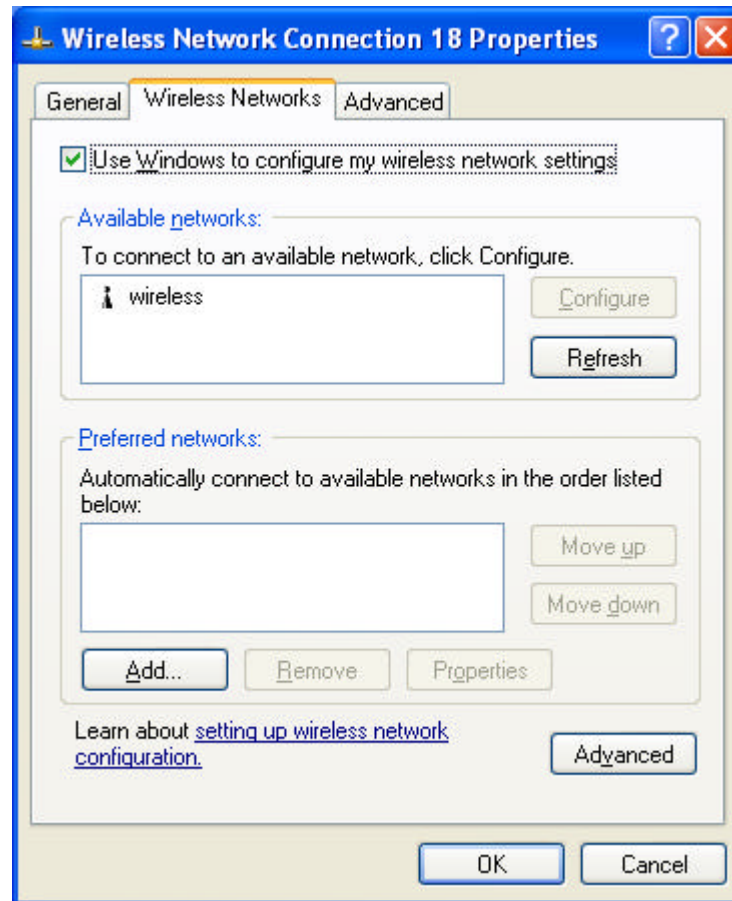 Wireless Network Connection 18 Properties
General Wireless Networks Advanced
Use Windows to configure my wireless network settings
Available networks:
To connect to an available network, click Configure.
wireless
Configure
Refresh
Preferred networks:
Automatically connect to available networks in the order listed
below:
Move up
Move down
Add... Remove Properties
Learn about setting up wireless network
configuration.
Advanced
OK Cancel